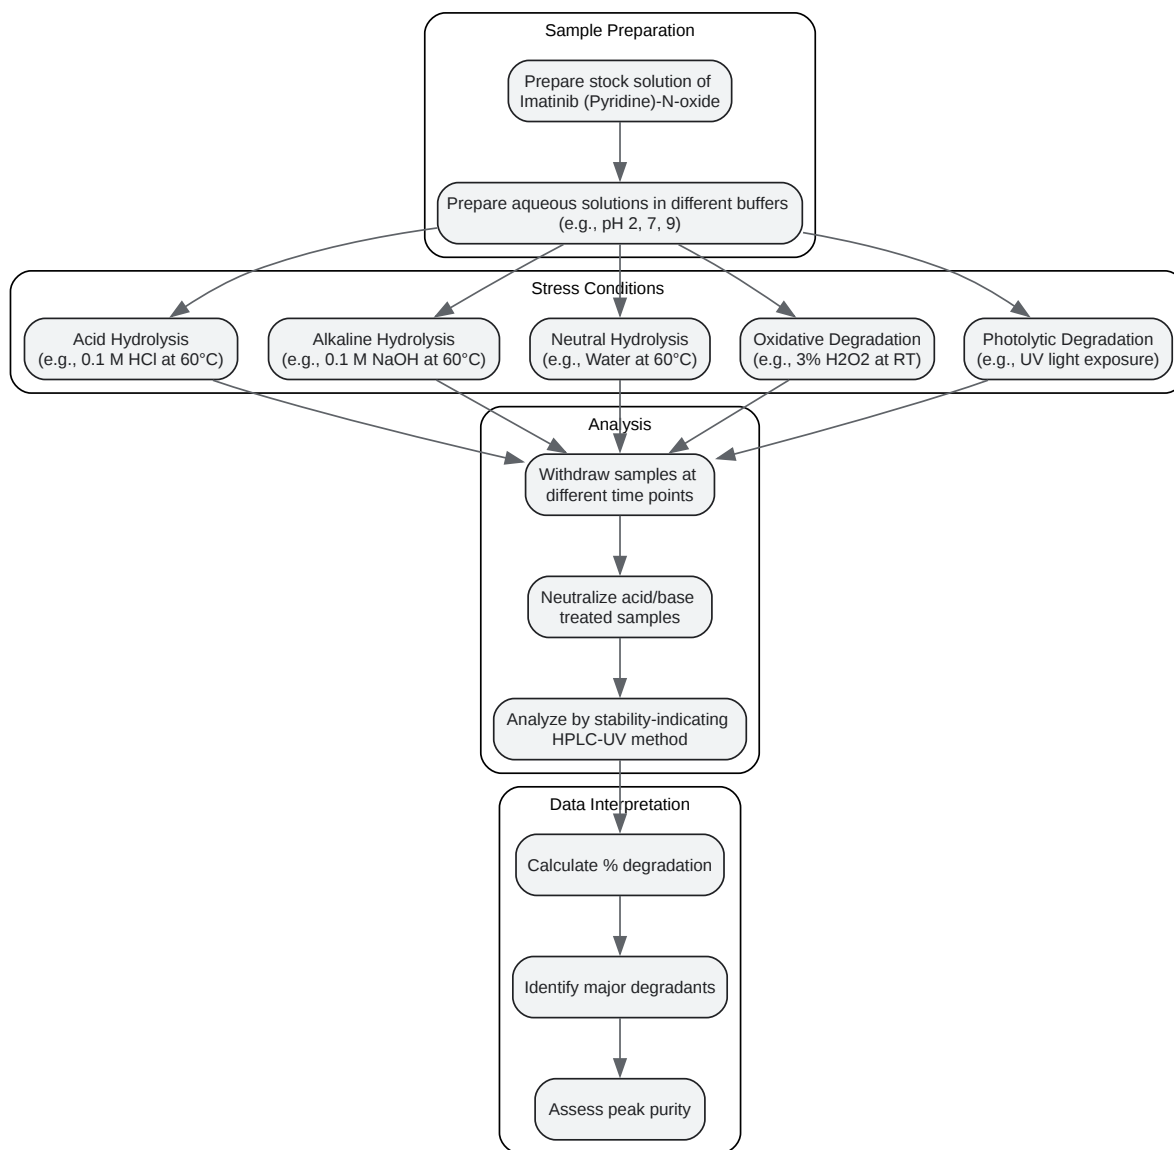 Sample Preparation
Prepare stock solution of
Imatinib (Pyridine)-N-oxide
Prepare aqueous solutions in different buffers
(e.g., pH 2, 7, 9)
Stress Conditions
Acid Hydrolysis
(e.g., 0.1 M HCl at 60°C)
Alkaline Hydrolysis
(e.g., 0.1 M NaOH at 60°C)
Neutral Hydrolysis
(e.g., Water at 60°C)
Oxidative Degradation
(e.g., 3% H2O2 at RT)
Photolytic Degradation
(e.g., UV light exposure)
Analysis
Withdraw samples at
different time points
Neutralize acid/base
treated samples
Analyze by stability-indicating
HPLC-UV method
Data Interpretation
Calculate % degradation
Identify major degradants
Assess peak purity